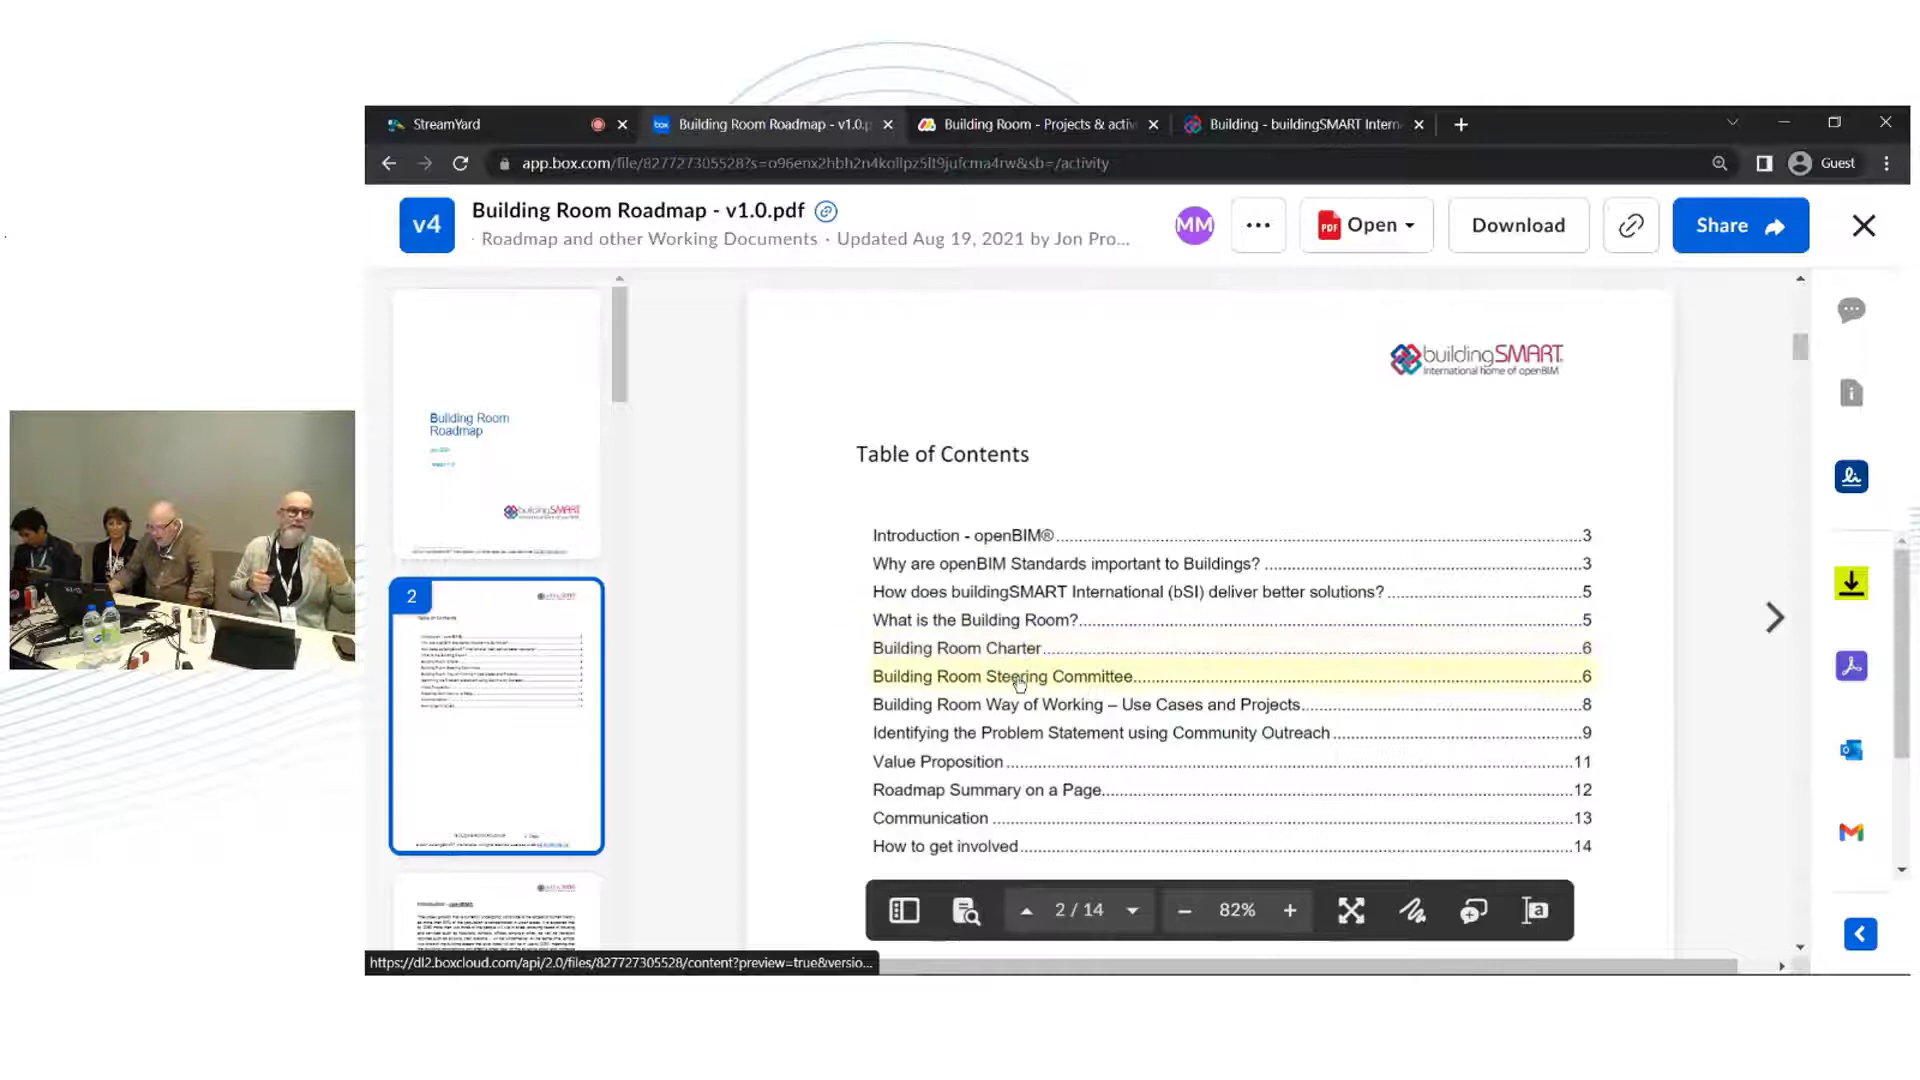 StreamYard
box Building Room Roadmap - v1.0.p
Building Room - Projects & activ
Building - buildingSMART Intern
app.box.com/file/827727305528?s=o96enx2hbh2n4kollpz5lt9jufcma4rw&sb=/activity
Guest
v4
Building Room Roadmap - v1.0.pdf
· Roadmap and other Working Documents · Updated Aug 19, 2021 by Jon Pro...
MM
PDF Open
Download
Share
Building Room
Roadmap
buildingSMART
2
buildingSMART
International home of openBIM
Table of Contents
Introduction - openBIM® 3
Why are openBIM Standards important to Buildings? 3
How does buildingSMART International (bSI) deliver better solutions? 5
What is the Building Room? 5
Building Room Charter 6
Building Room Steering Committee 6
Building Room Way of Working – Use Cases and Projects 8
Identifying the Problem Statement using Community Outreach 9
Value Proposition 11
Roadmap Summary on a Page 12
Communication 13
How to get involved 14
2 / 14
82%
https://dl2.boxcloud.com/api/2.0/files/827727305528/content?preview=true&versio...